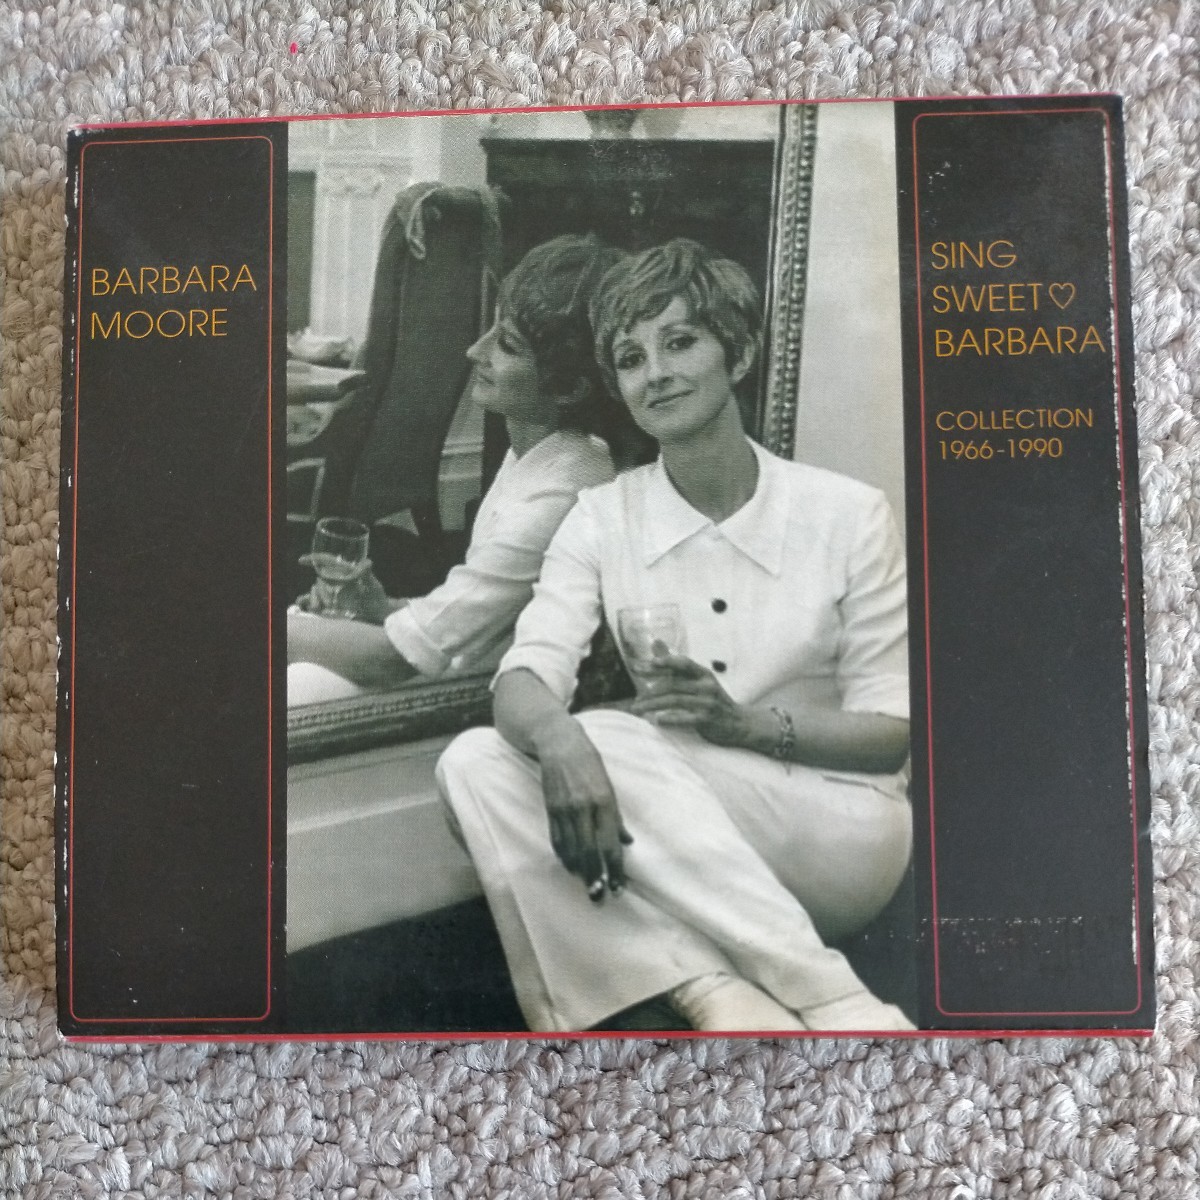 BARBARA
MOORE
SING
SWEET♡
BARBARA
COLLECTION
1966-1990